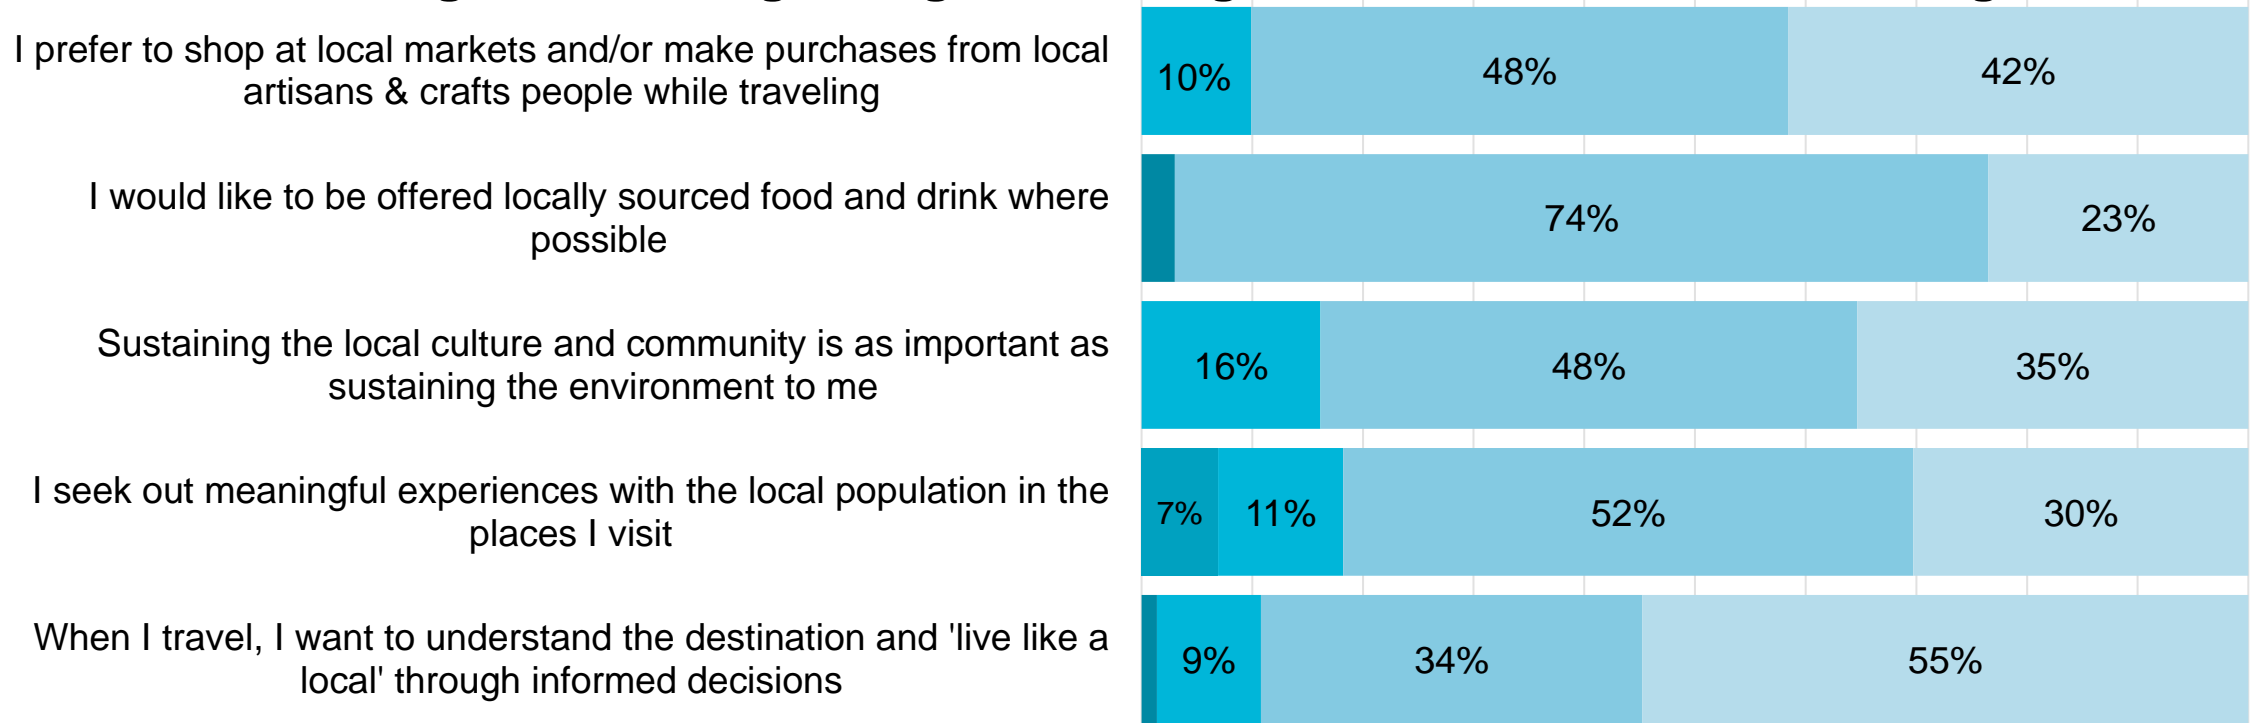 I prefer to shop at local markets and/or make purchases from local
artisans & crafts people while traveling
10% 48% 42%
I would like to be offered locally sourced food and drink where
possible
74% 23%
Sustaining the local culture and community is as important as
sustaining the environment to me
16% 48% 35%
I seek out meaningful experiences with the local population in the
places I visit
7% 11% 52% 30%
When I travel, I want to understand the destination and 'live like a
local' through informed decisions
9% 34% 55%